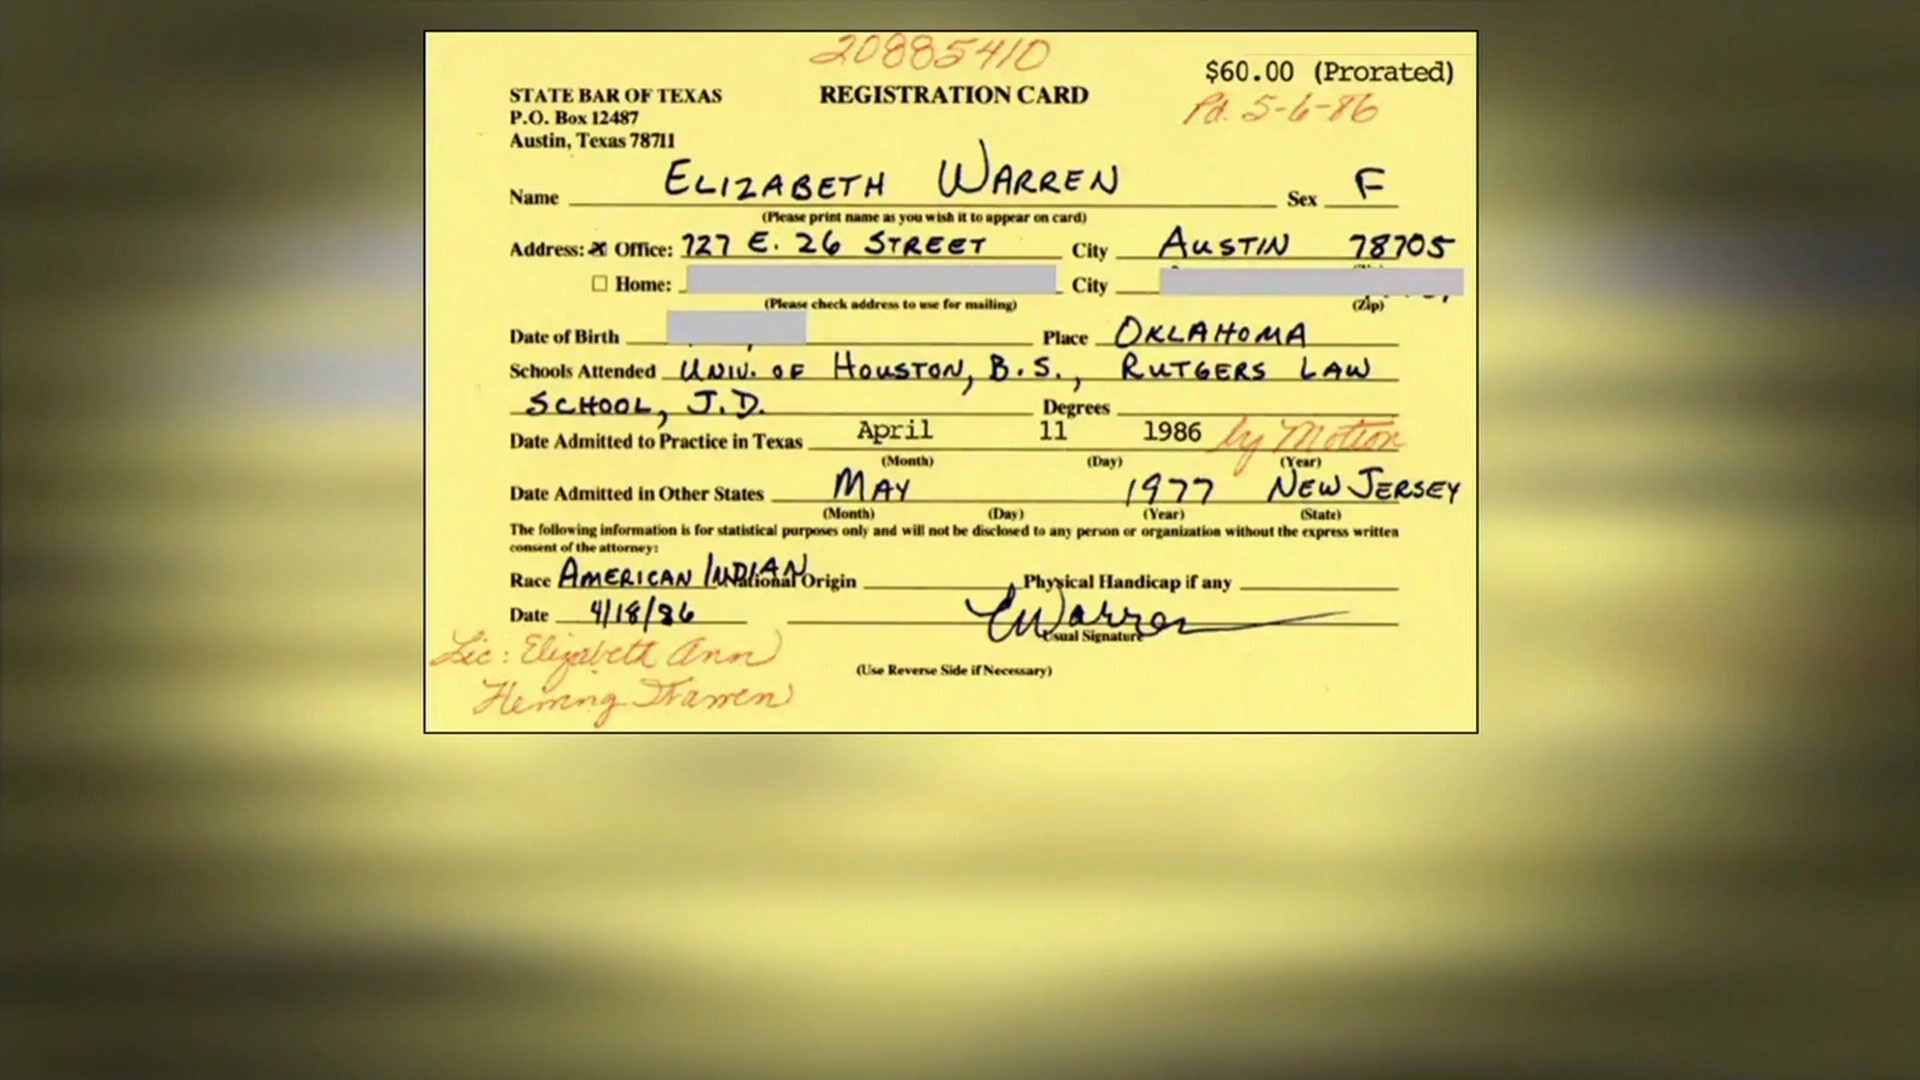 20885410
$60.00 (Prorated)
STATE BAR OF TEXAS REGISTRATION CARD
Pd. 5-6-86
P.O. Box 12487
Austin, Texas 78711
Name ELIZABETH WARREN Sex F
(Please print name as you wish it to appear on card)
Address: x Office: 727 E. 26 STREET City AUSTIN 78705
☐ Home: City
(Please check address to use for mailing) (Zip)
Date of Birth Place OKLAHOMA
Schools Attended UNIV. OF HOUSTON, B.S., RUTGERS LAW
SCHOOL, J.D. Degrees
Date Admitted to Practice in Texas April 11 1986 by Motion
(Month) (Day) (Year)
Date Admitted in Other States MAY 1977 NEW JERSEY
(Month) (Day) (Year) (State)
The following information is for statistical purposes only and will not be disclosed to any person or organization without the express written
consent of the attorney:
Race AMERICAN INDIAN National Origin Physical Handicap if any
Date 4/18/86 EWarren
Usual Signature
Lic: Elizabeth Ann
Herring Warren
(Use Reverse Side if Necessary)